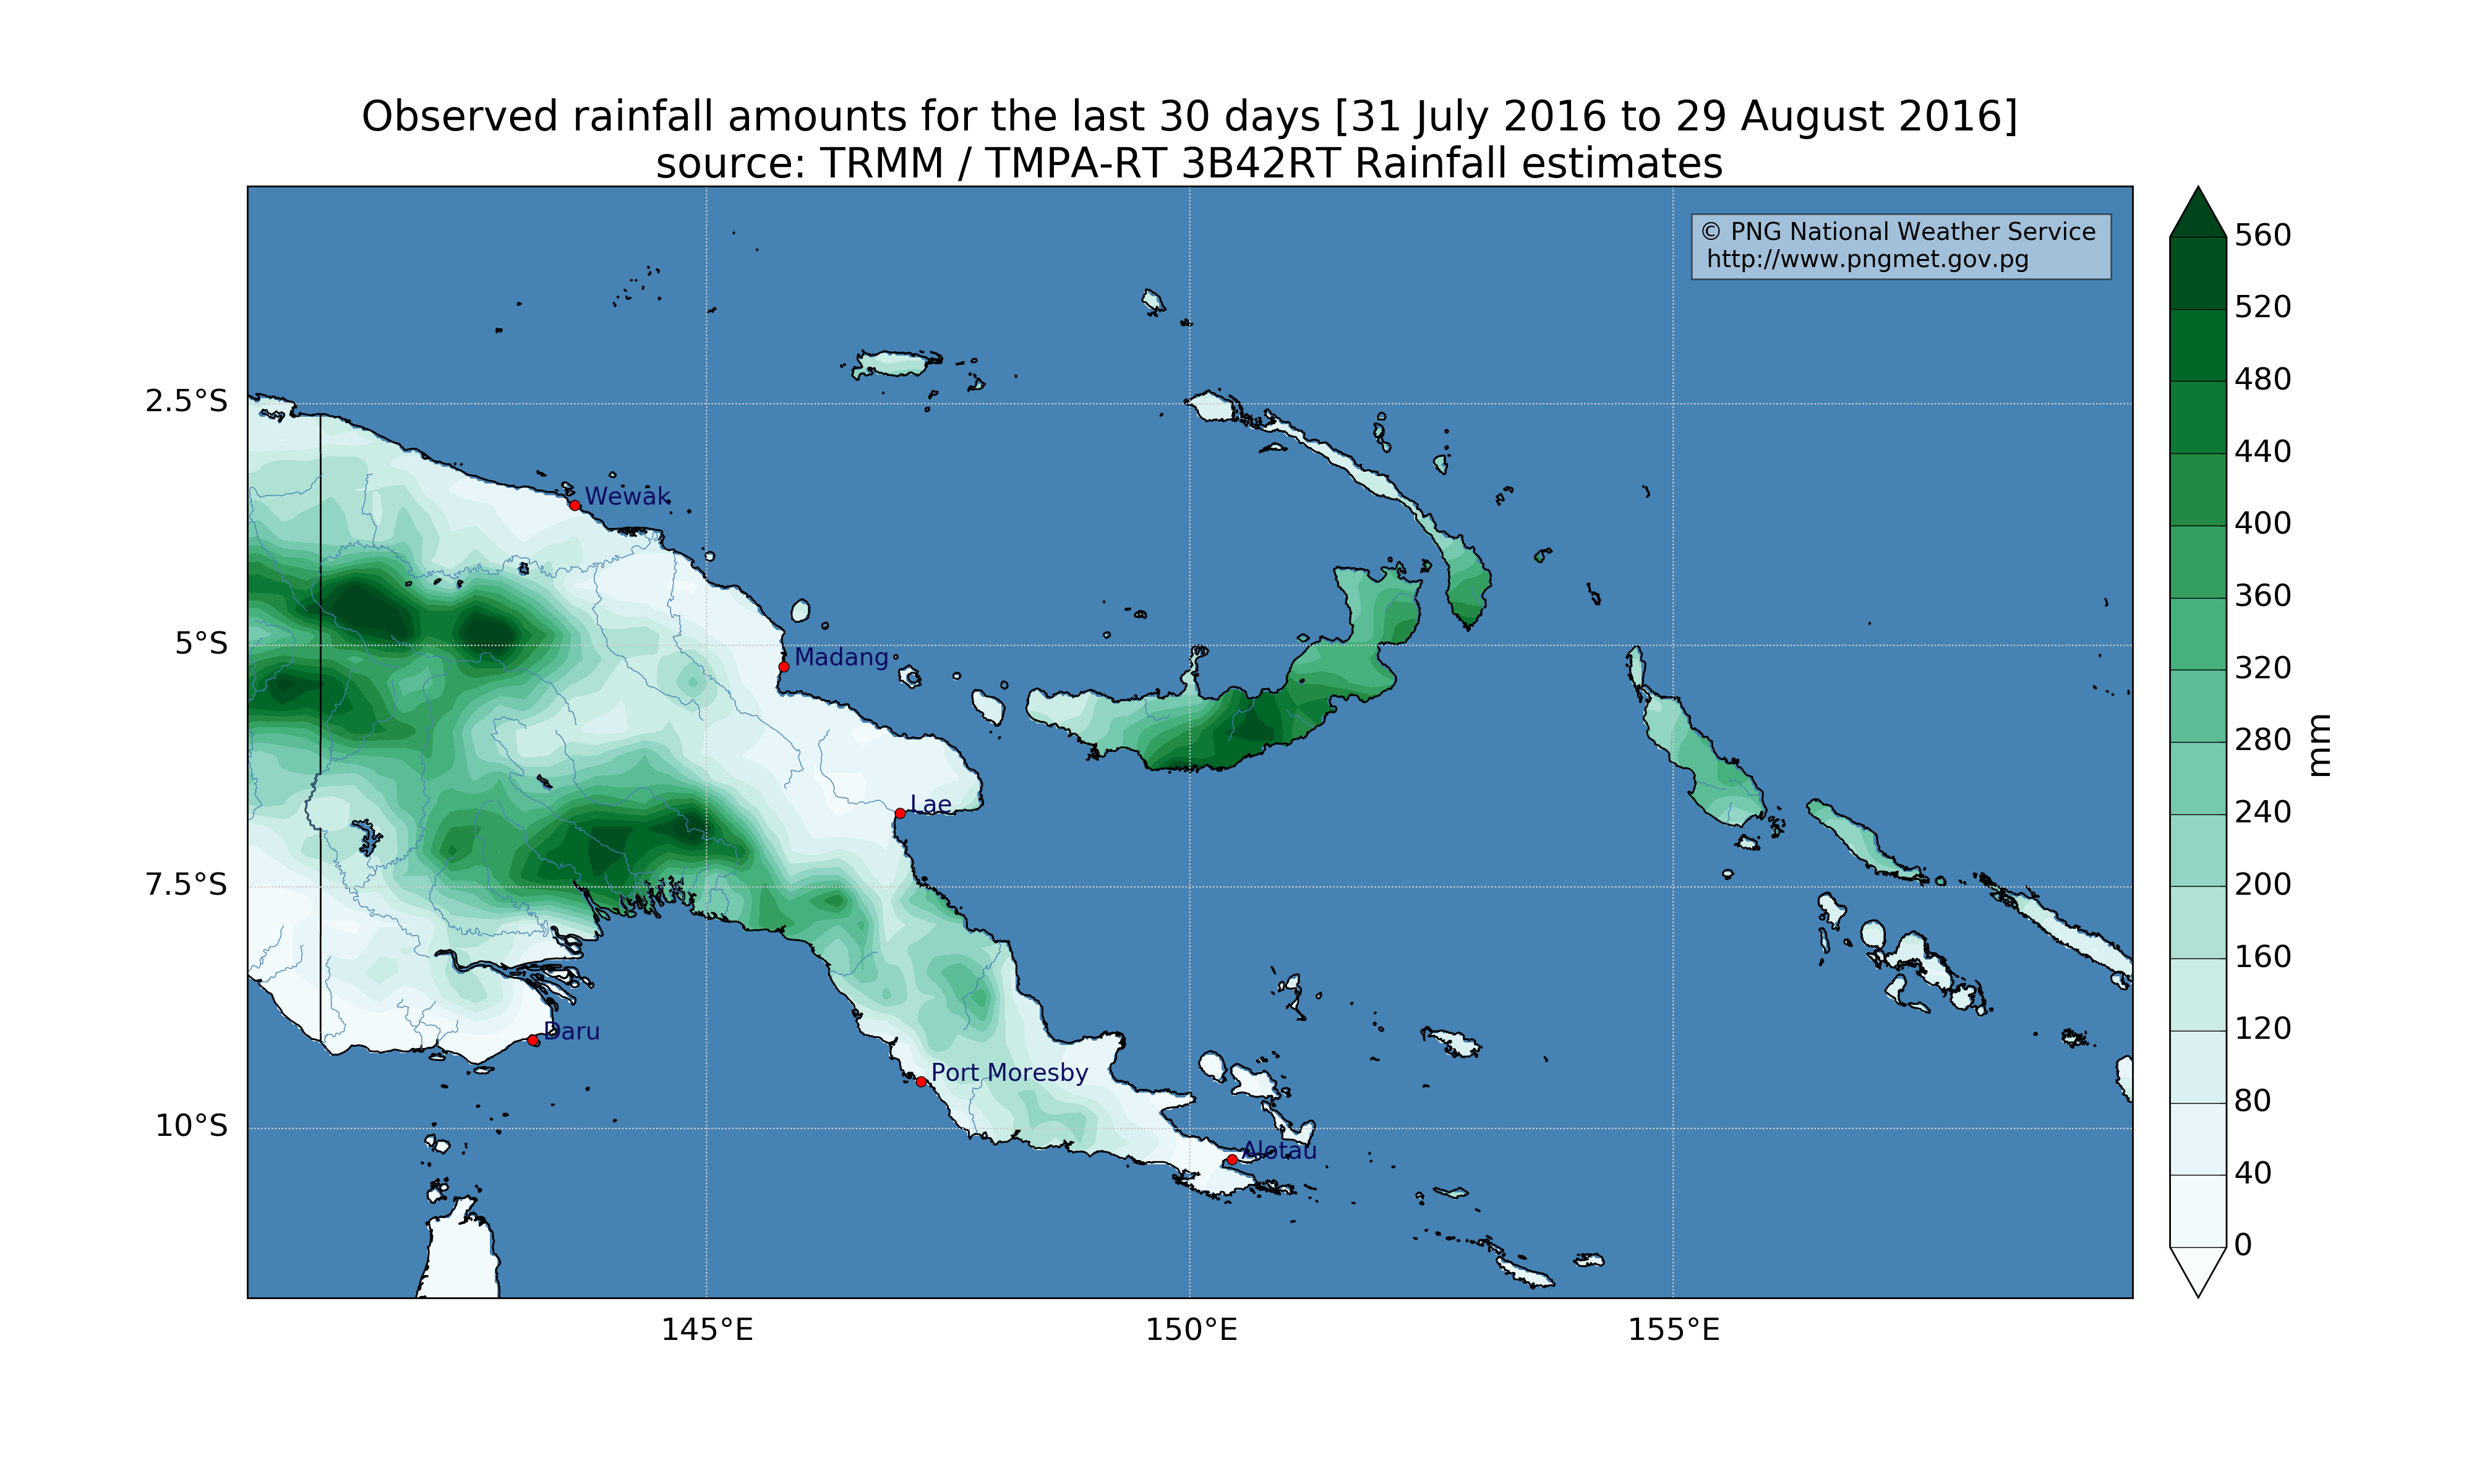 Observed rainfall amounts for the last 30 days [31 July 2016 to 29 August 2016]
source: TRMM / TMPA-RT 3B42RT Rainfall estimates
© PNG National Weather Service
http://www.pngmet.gov.pg
2.5°S
5°S
7.5°S
10°S
Wewak
Madang
Lae
Daru
Port Moresby
Alotau
145°E
150°E
155°E
560
520
480
440
400
360
320
280
240
200
160
120
80
40
0
mm